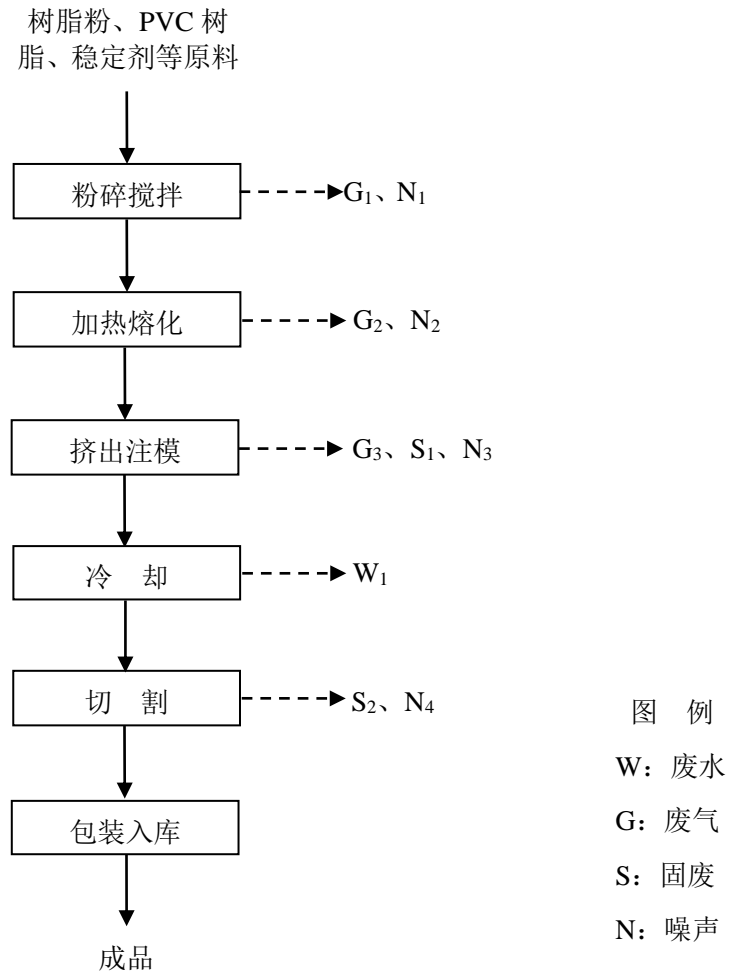 树脂粉、PVC 树
脂、稳定剂等原料
粉碎搅拌
G₁、N₁
加热熔化
G₂、N₂
挤出注模
G₃、S₁、N₃
冷 却
W₁
切 割
S₂、N₄
包装入库
成品
图 例
W：废水
G：废气
S：固废
N：噪声